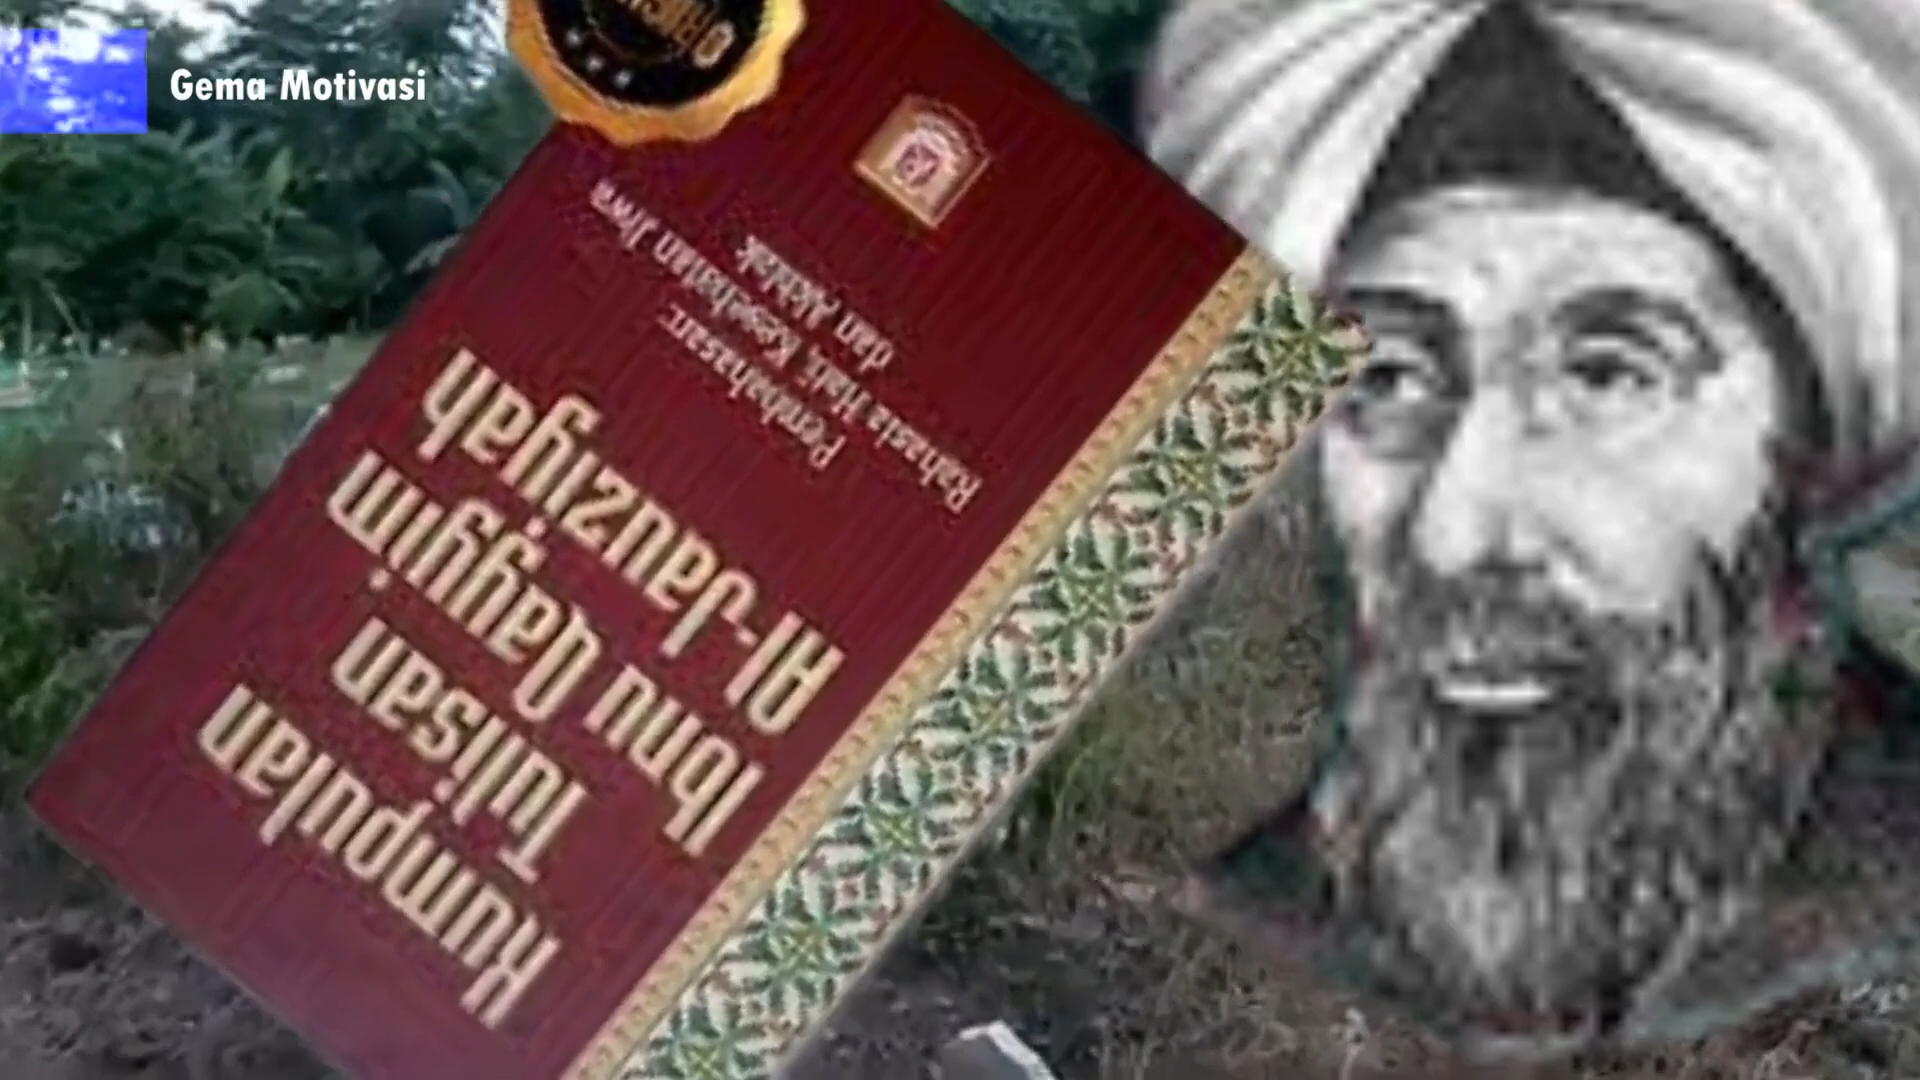 Gema Motivasi
Kumpulan
Tulisan
Ibnu Qayyim
Al-Jauziyah
Pembahasan:
Rahasia Hati, Kesehatan Jiwa
dan Akhlak